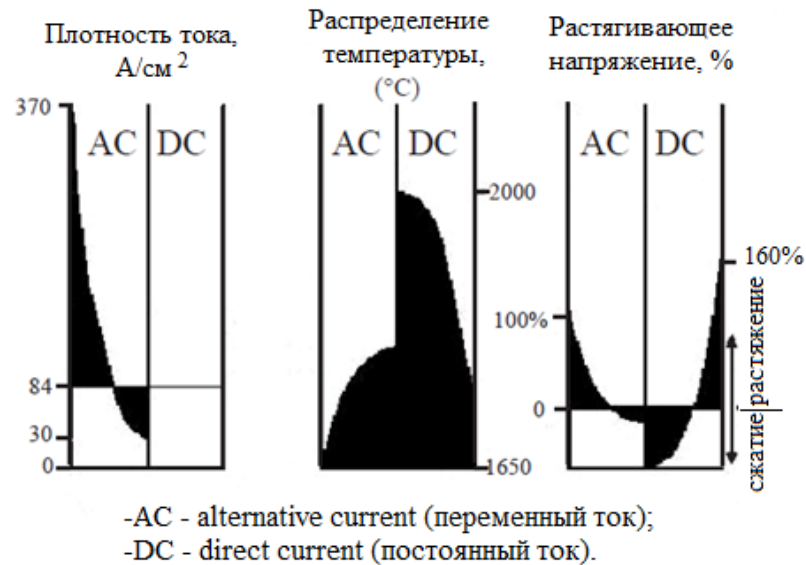 Плотность тока,
А/см 2
370
AC DC
84
30
0
Распределение
температуры,
(°C)
AC DC
2000
1650
Растягивающее
напряжение, %
AC DC
160%
100%
0
сжатие растяжение
-AC - alternative current (переменный ток);
-DC - direct current (постоянный ток).